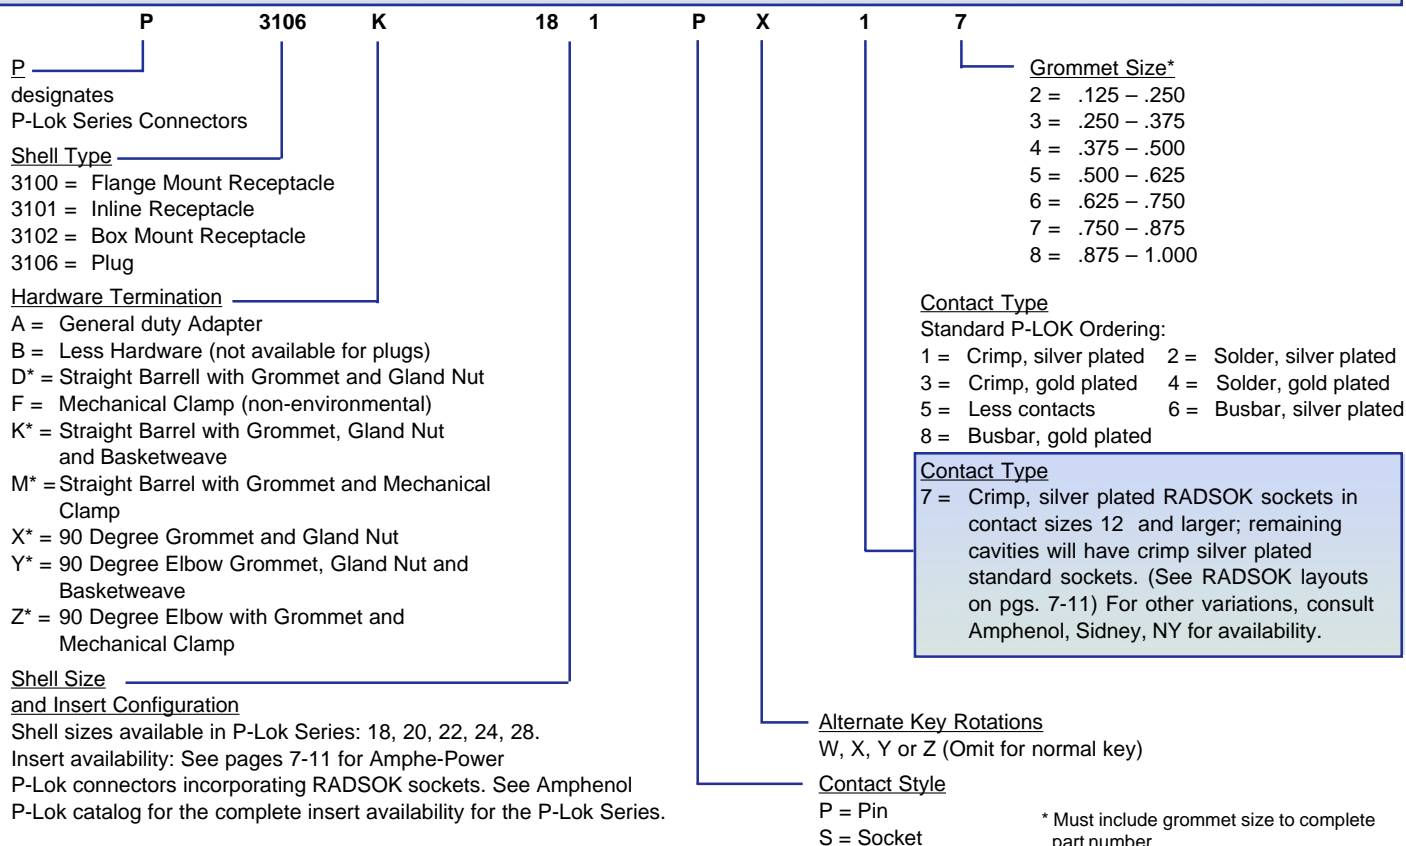 P 3106 K 18 1 P X 1 7
P
designates
P-Lok Series Connectors
Shell Type
3100 = Flange Mount Receptacle
3101 = Inline Receptacle
3102 = Box Mount Receptacle
3106 = Plug
Hardware Termination
A = General duty Adapter
B = Less Hardware (not available for plugs)
D* = Straight Barrell with Grommet and Gland Nut
F = Mechanical Clamp (non-environmental)
K* = Straight Barrel with Grommet, Gland Nut
and Basketweave
M* = Straight Barrel with Grommet and Mechanical
Clamp
X* = 90 Degree Grommet and Gland Nut
Y* = 90 Degree Elbow Grommet, Gland Nut and
Basketweave
Z* = 90 Degree Elbow with Grommet and
Mechanical Clamp
Shell Size
and Insert Configuration
Shell sizes available in P-Lok Series: 18, 20, 22, 24, 28.
Insert availability: See pages 7-11 for Amphe-Power
P-Lok connectors incorporating RADSOK sockets. See Amphenol
P-Lok catalog for the complete insert availability for the P-Lok Series.
Grommet Size*
2 = .125 – .250
3 = .250 – .375
4 = .375 – .500
5 = .500 – .625
6 = .625 – .750
7 = .750 – .875
8 = .875 – 1.000
Contact Type
Standard P-LOK Ordering:
1 = Crimp, silver plated 2 = Solder, silver plated
3 = Crimp, gold plated 4 = Solder, gold plated
5 = Less contacts 6 = Busbar, silver plated
8 = Busbar, gold plated
Contact Type
7 = Crimp, silver plated RADSOK sockets in
contact sizes 12 and larger; remaining
cavities will have crimp silver plated
standard sockets. (See RADSOK layouts
on pgs. 7-11) For other variations, consult
Amphenol, Sidney, NY for availability.
Alternate Key Rotations
W, X, Y or Z (Omit for normal key)
Contact Style
P = Pin
S = Socket
* Must include grommet size to complete
part number